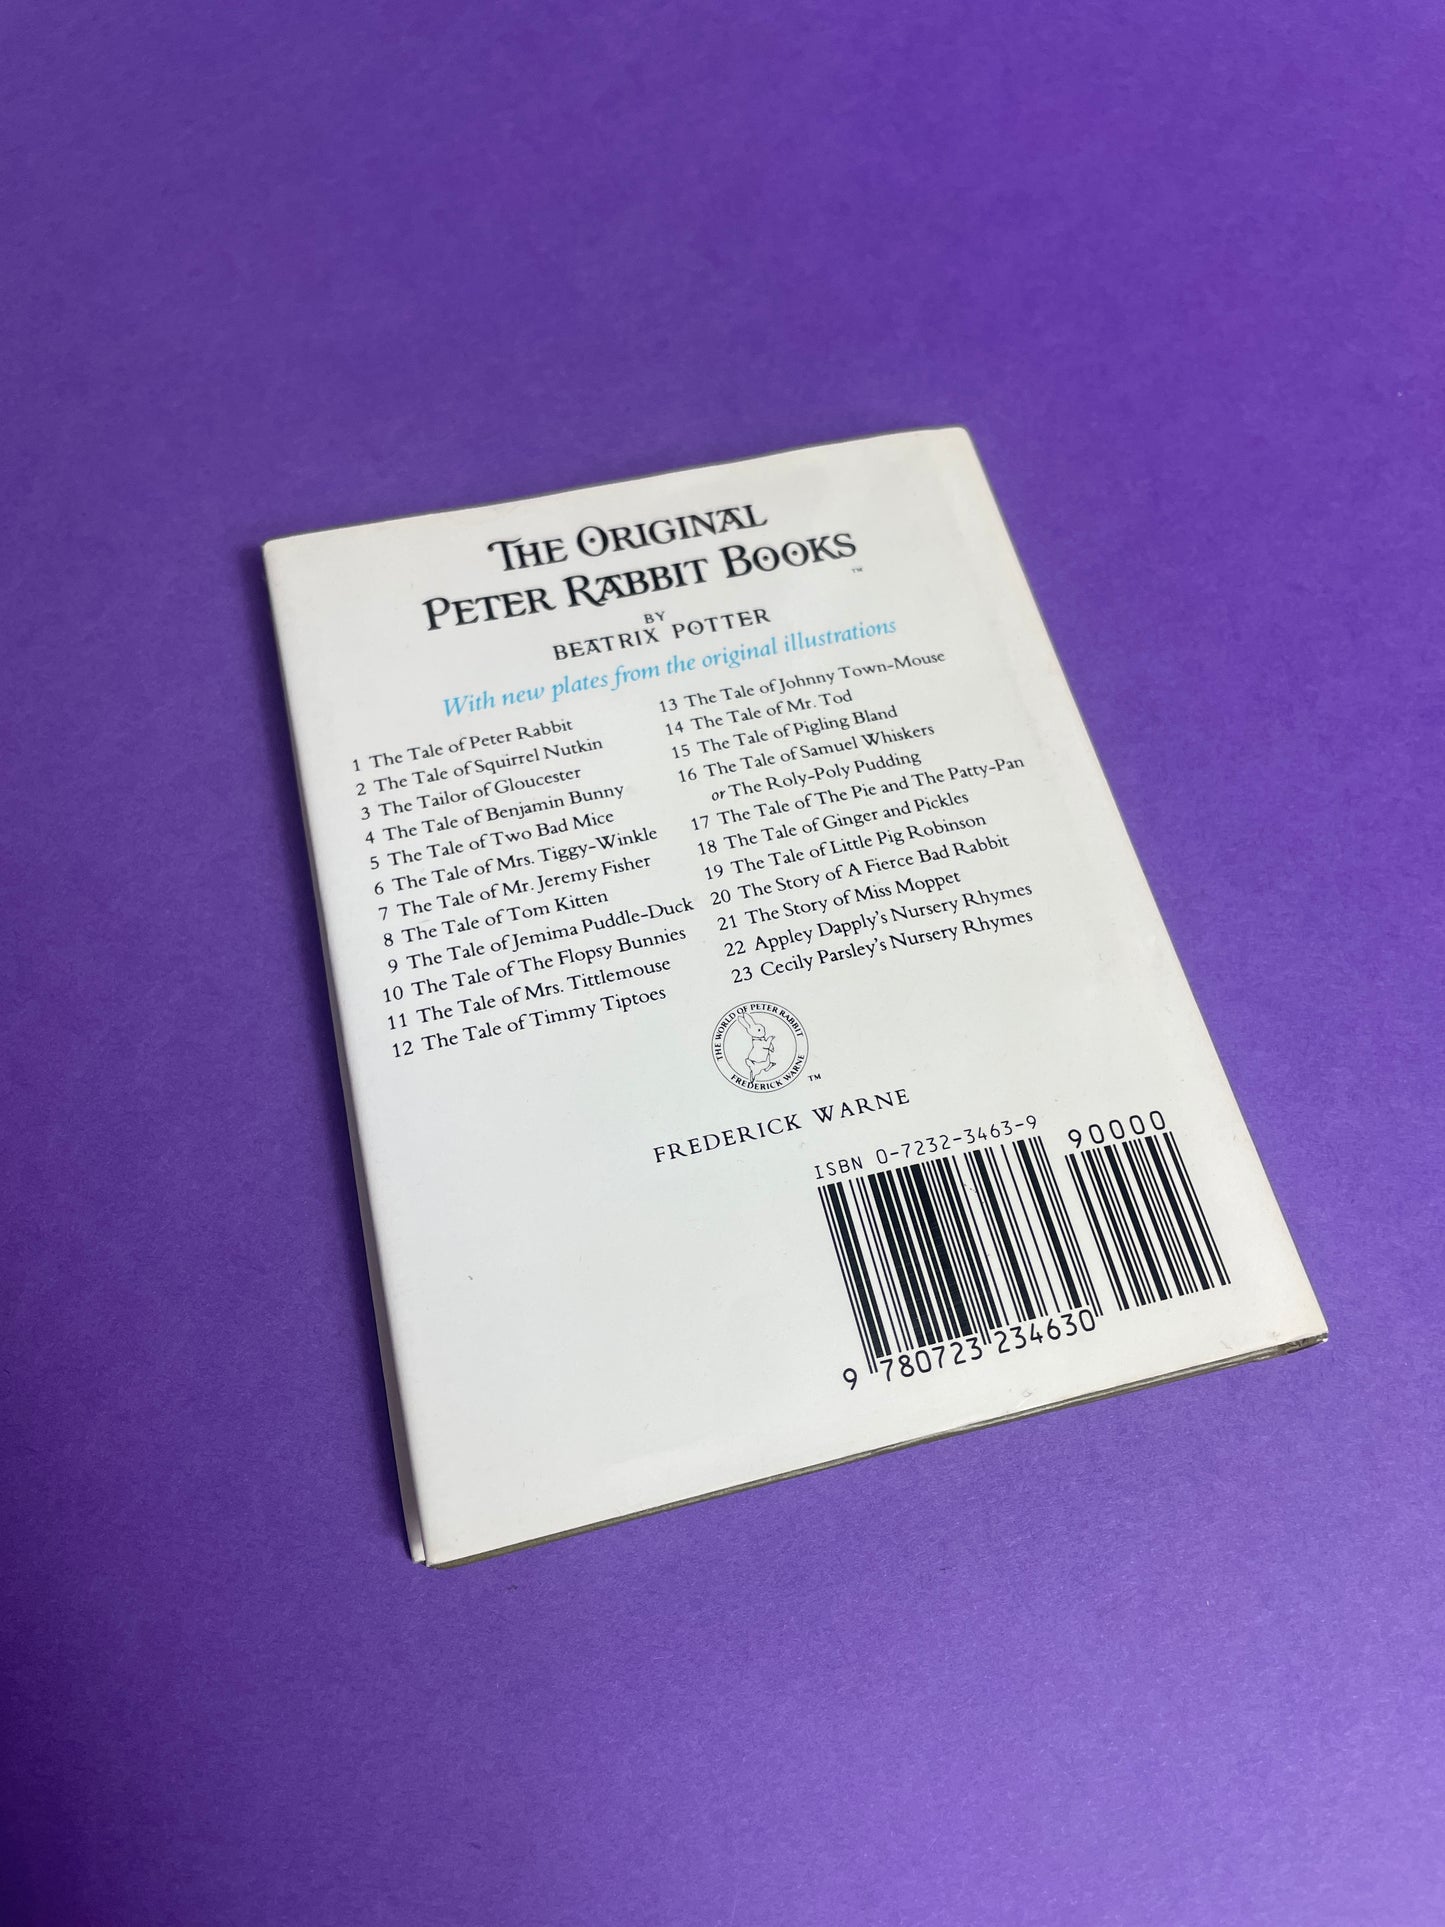 THE ORIGINAL
PETER RABBIT BOOKS™
BY
BEATRIX POTTER
With new plates from the original illustrations
1 The Tale of Peter Rabbit
2 The Tale of Squirrel Nutkin
3 The Tailor of Gloucester
4 The Tale of Benjamin Bunny
5 The Tale of Two Bad Mice
6 The Tale of Mrs. Tiggy-Winkle
7 The Tale of Mr. Jeremy Fisher
8 The Tale of Tom Kitten
9 The Tale of Jemima Puddle-Duck
10 The Tale of The Flopsy Bunnies
11 The Tale of Mrs. Tittlemouse
12 The Tale of Timmy Tiptoes
13 The Tale of Johnny Town-Mouse
14 The Tale of Mr. Tod
15 The Tale of Pigling Bland
16 The Tale of Samuel Whiskers
or The Roly-Poly Pudding
17 The Tale of The Pie and The Patty-Pan
18 The Tale of Ginger and Pickles
19 The Tale of Little Pig Robinson
20 The Story of A Fierce Bad Rabbit
21 The Story of Miss Moppet
22 Appley Dapply's Nursery Rhymes
23 Cecily Parsley's Nursery Rhymes
THE WORLD OF PETER RABBIT
FREDERICK WARNE
™
FREDERICK WARNE
ISBN 0-7232-3463-9
90000
9 780723 234630